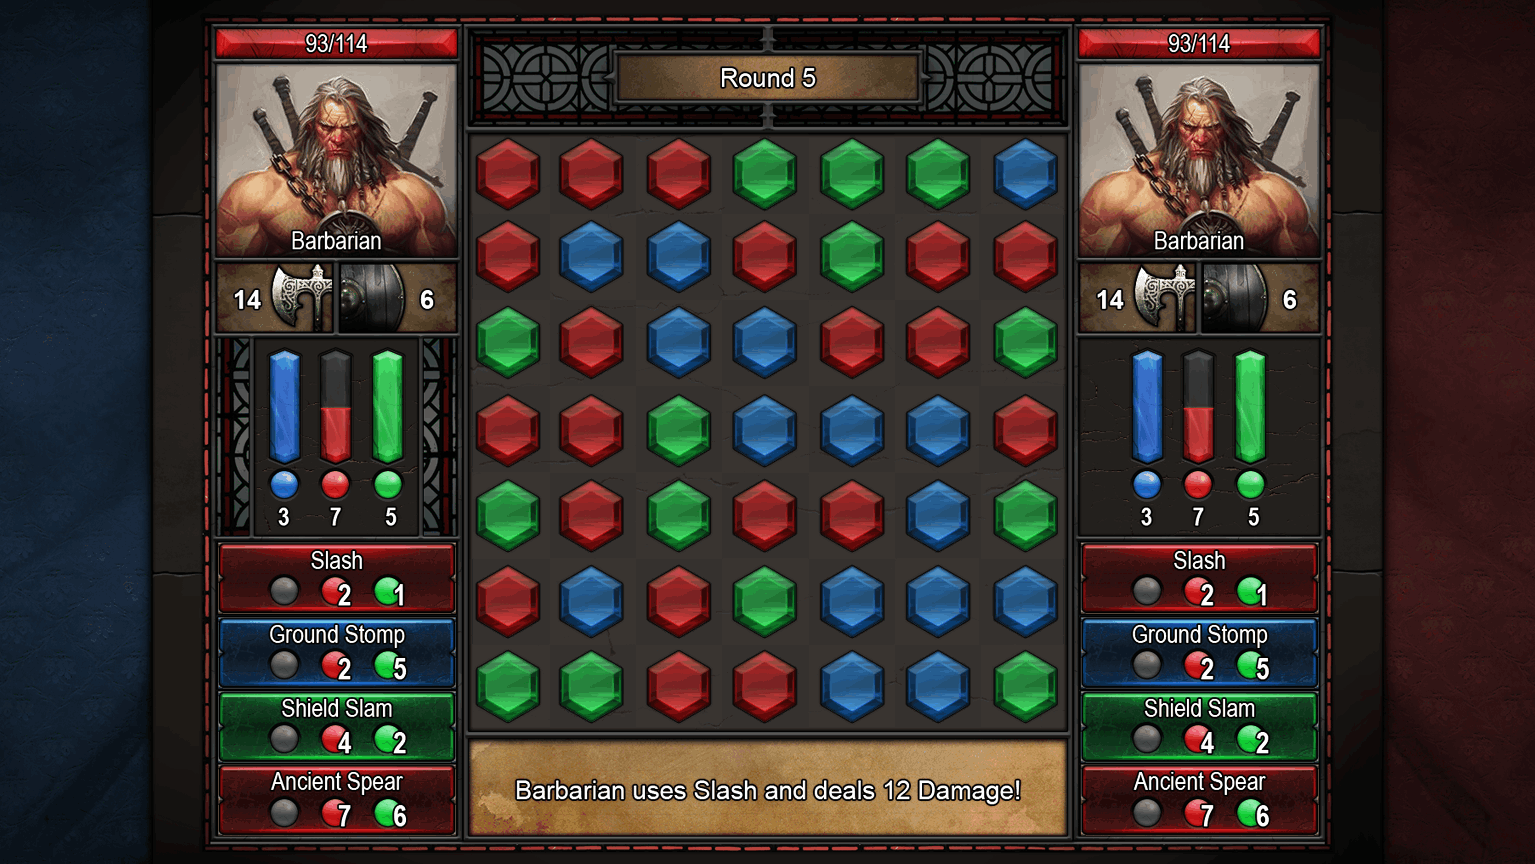 93/114
Barbarian
14 6
3 7 5
Slash
2 1
Ground Stomp
2 5
Shield Slam
4 2
Ancient Spear
7 6
Round 5
Barbarian uses Slash and deals 12 Damage!
93/114
Barbarian
14 6
3 7 5
Slash
2 1
Ground Stomp
2 5
Shield Slam
4 2
Ancient Spear
7 6